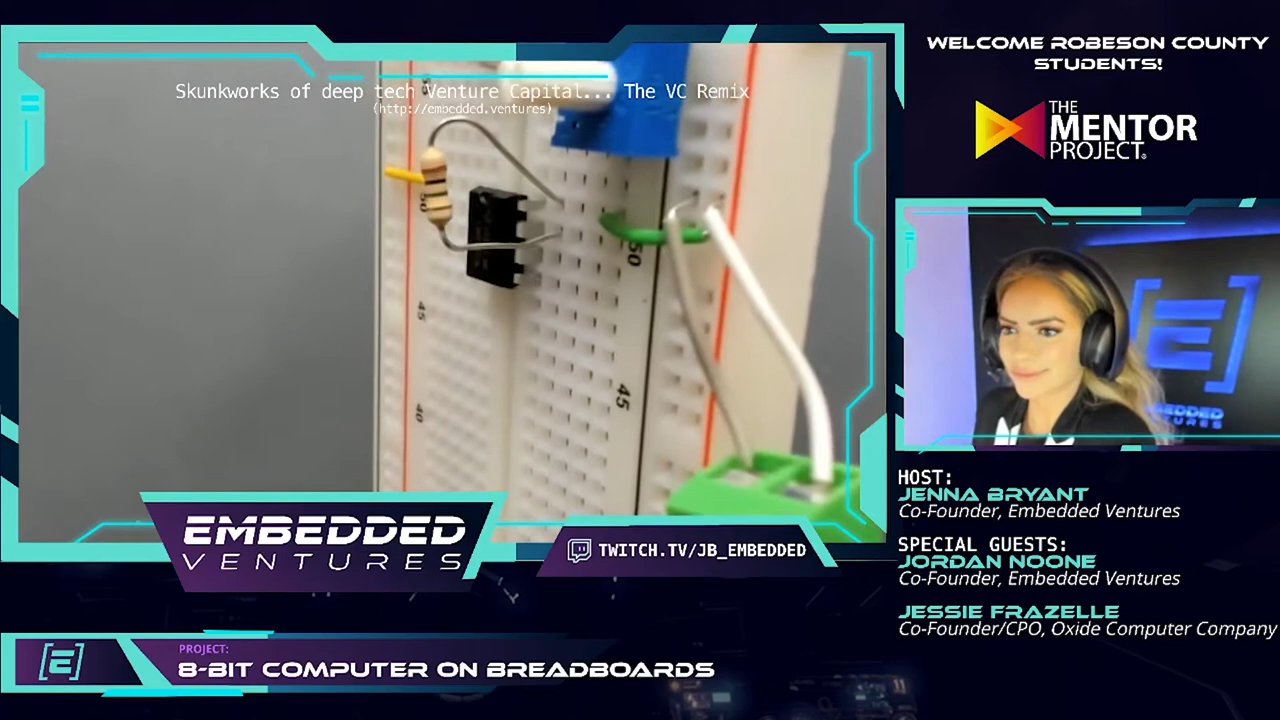 Skunkworks of deep tech Venture Capital... The VC Remix
(http://embedded.ventures)
WELCOME ROBESON COUNTY
STUDENTS!
THE
MENTOR
PROJECT.
50
50
45
45
40
[E]
EMBEDDED
VENTURES
HOST:
JENNA BRYANT
Co-Founder, Embedded Ventures
SPECIAL GUESTS:
JORDAN NOONE
Co-Founder, Embedded Ventures
JESSIE FRAZELLE
Co-Founder/CPO, Oxide Computer Company
EMBEDDED
VENTURES
TWITCH.TV/JB_EMBEDDED
[E]
PROJECT:
8-BIT COMPUTER ON BREADBOARDS